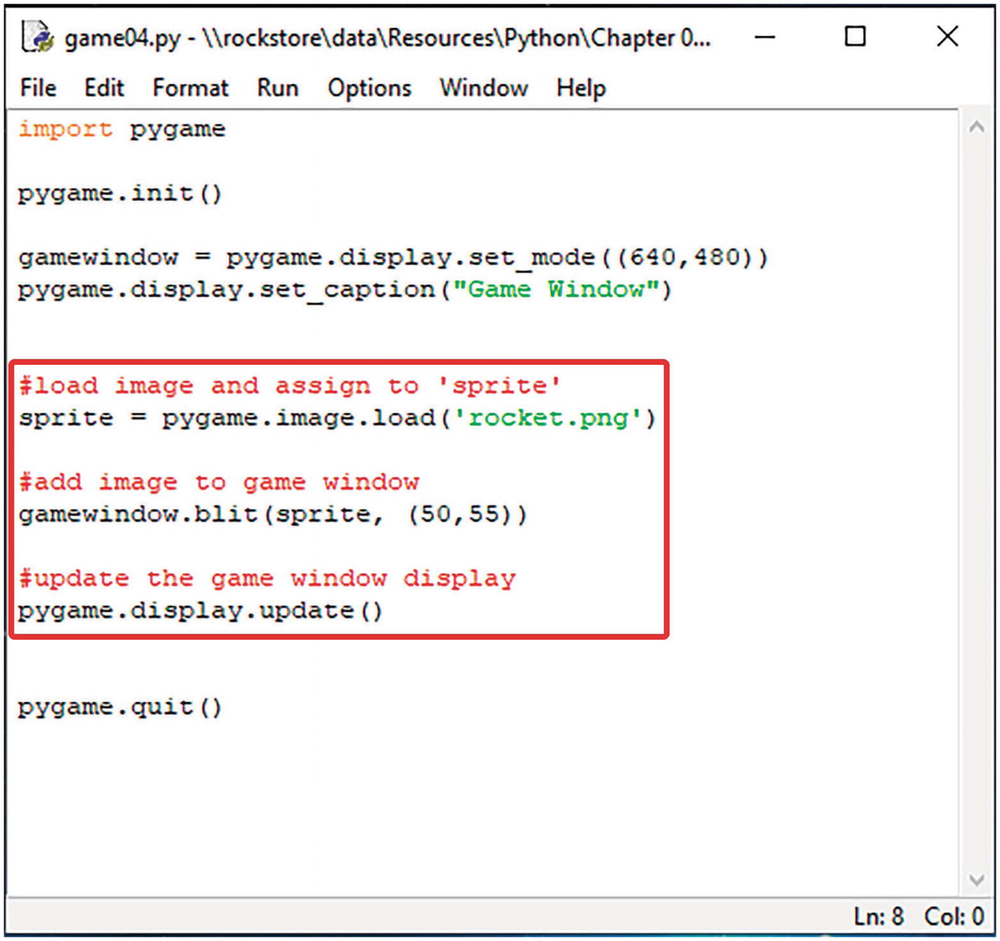 game04.py - \\rockstore\data\Resources\Python\Chapter 0...
File Edit Format Run Options Window Help
import pygame
pygame.init()
gamewindow = pygame.display.set_mode((640,480))
pygame.display.set_caption("Game Window")
#load image and assign to 'sprite'
sprite = pygame.image.load('rocket.png')
#add image to game window
gamewindow.blit(sprite, (50,55))
#update the game window display
pygame.display.update()
pygame.quit()
Ln: 8 Col: 0